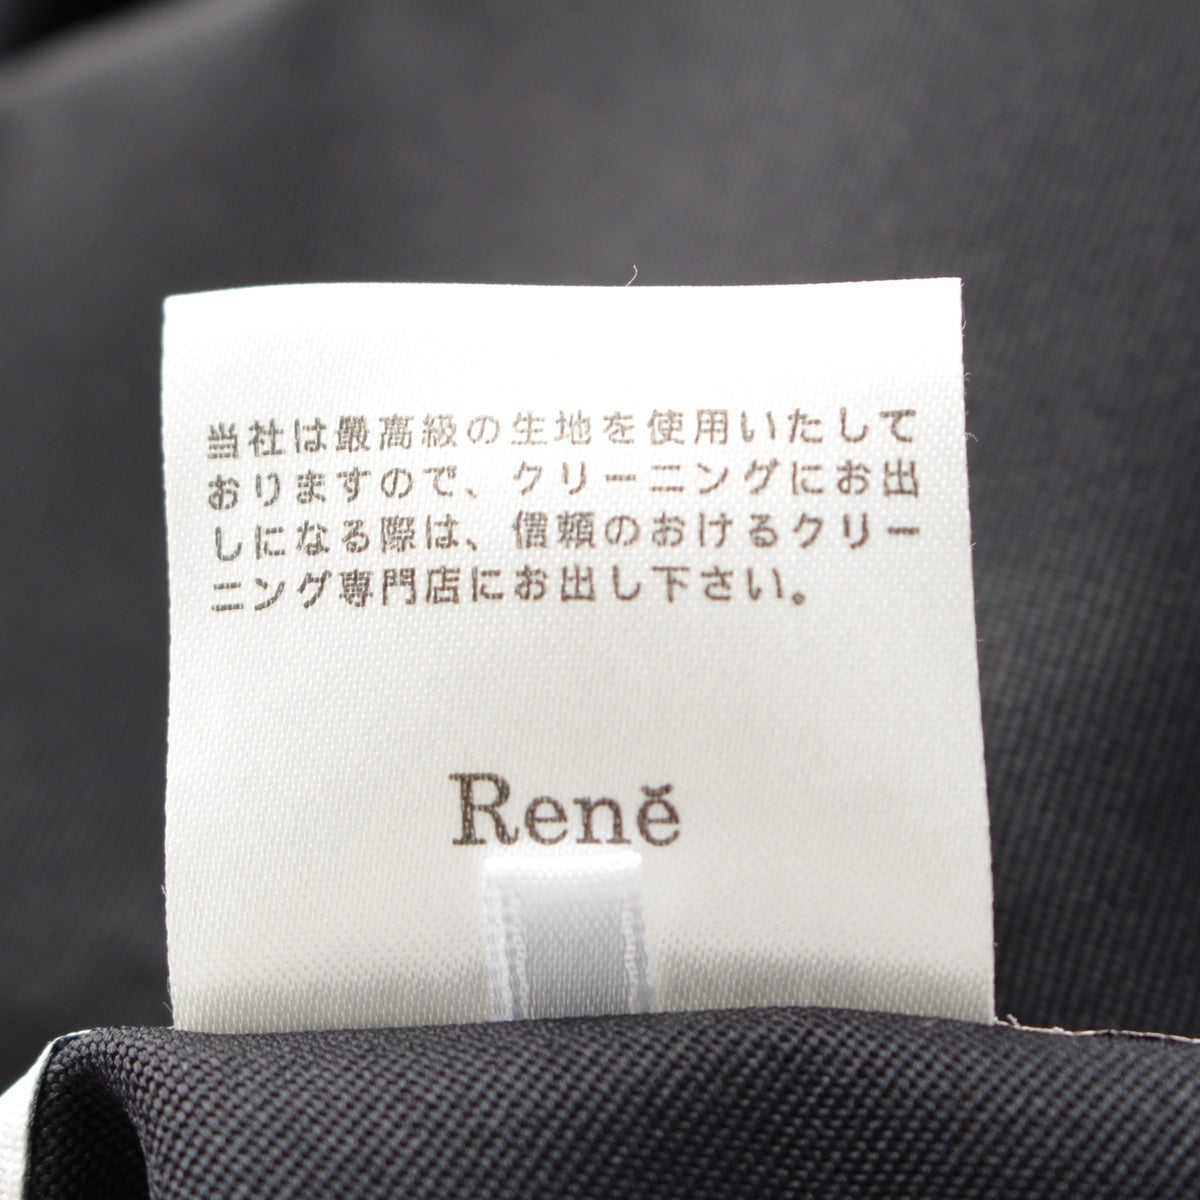 当社は最高級の生地を使用いたして
おりますので、クリーニングにお出
しになる際は、信頼のおけるクリー
ニング専門店にお出し下さい。
Reně